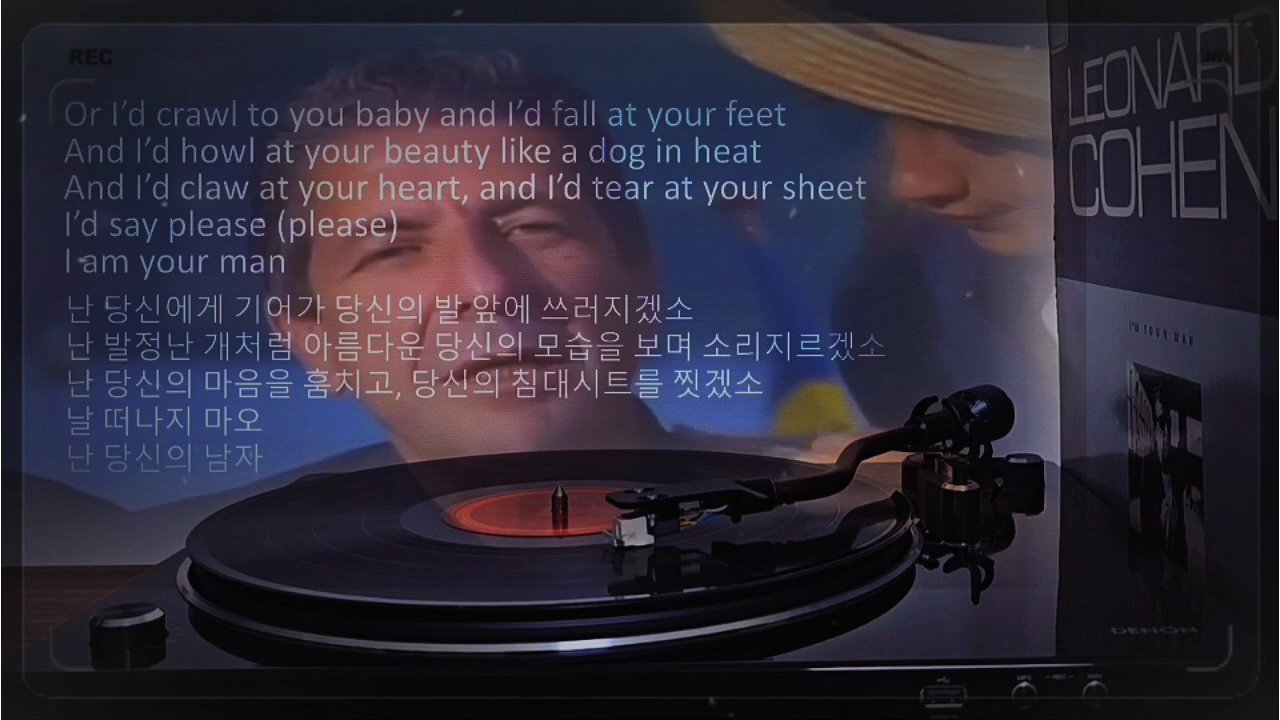 REC
Or I’d crawl to you baby and I’d fall at your feet
And I’d howl at your beauty like a dog in heat
And I’d claw at your heart, and I’d tear at your sheet
I’d say please (please)
I am your man
난 당신에게 기어가 당신의 발 앞에 쓰러지겠소
난 발정난 개처럼 아름다운 당신의 모습을 보며 소리지르겠소
난 당신의 마음을 훔치고, 당신의 침대시트를 찟겠소
날 떠나지 마오
난 당신의 남자
LEONARD
COHEN
I'M YOUR MAN
DENON